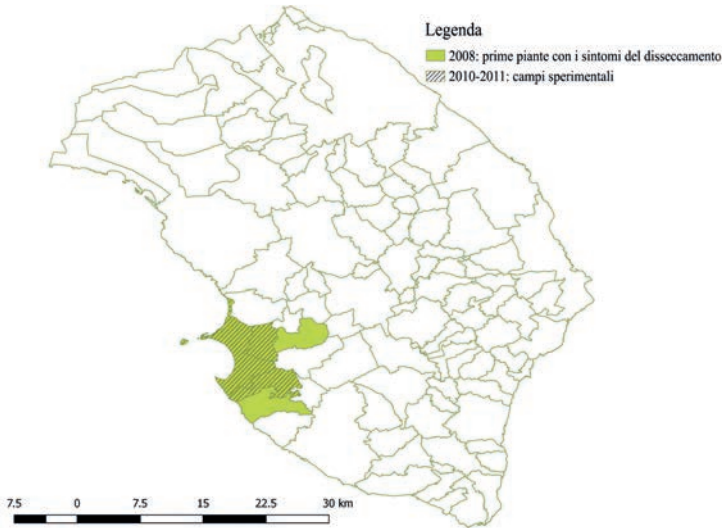 Legenda
2008: prime piante con i sintomi del disseccamento
2010-2011: campi sperimentali
7.5 0 7.5 15 22.5 30 km